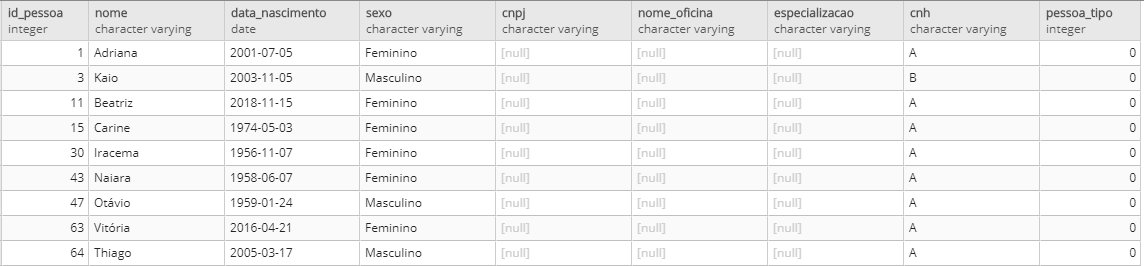 id_pessoa nome data_nascimento sexo cnpj nome_oficina especializacao cnh pessoa_tipo
integer character varying date character varying character varying character varying character varying character varying integer
1 Adriana 2001-07-05 Feminino [null] [null] [null] A 0
3 Kaio 2003-11-05 Masculino [null] [null] [null] B 0
11 Beatriz 2018-11-15 Feminino [null] [null] [null] A 0
15 Carine 1974-05-03 Feminino [null] [null] [null] A 0
30 Iracema 1956-11-07 Feminino [null] [null] [null] A 0
43 Naiara 1958-06-07 Feminino [null] [null] [null] A 0
47 Otávio 1959-01-24 Masculino [null] [null] [null] A 0
63 Vitória 2016-04-21 Feminino [null] [null] [null] A 0
64 Thiago 2005-03-17 Masculino [null] [null] [null] A 0